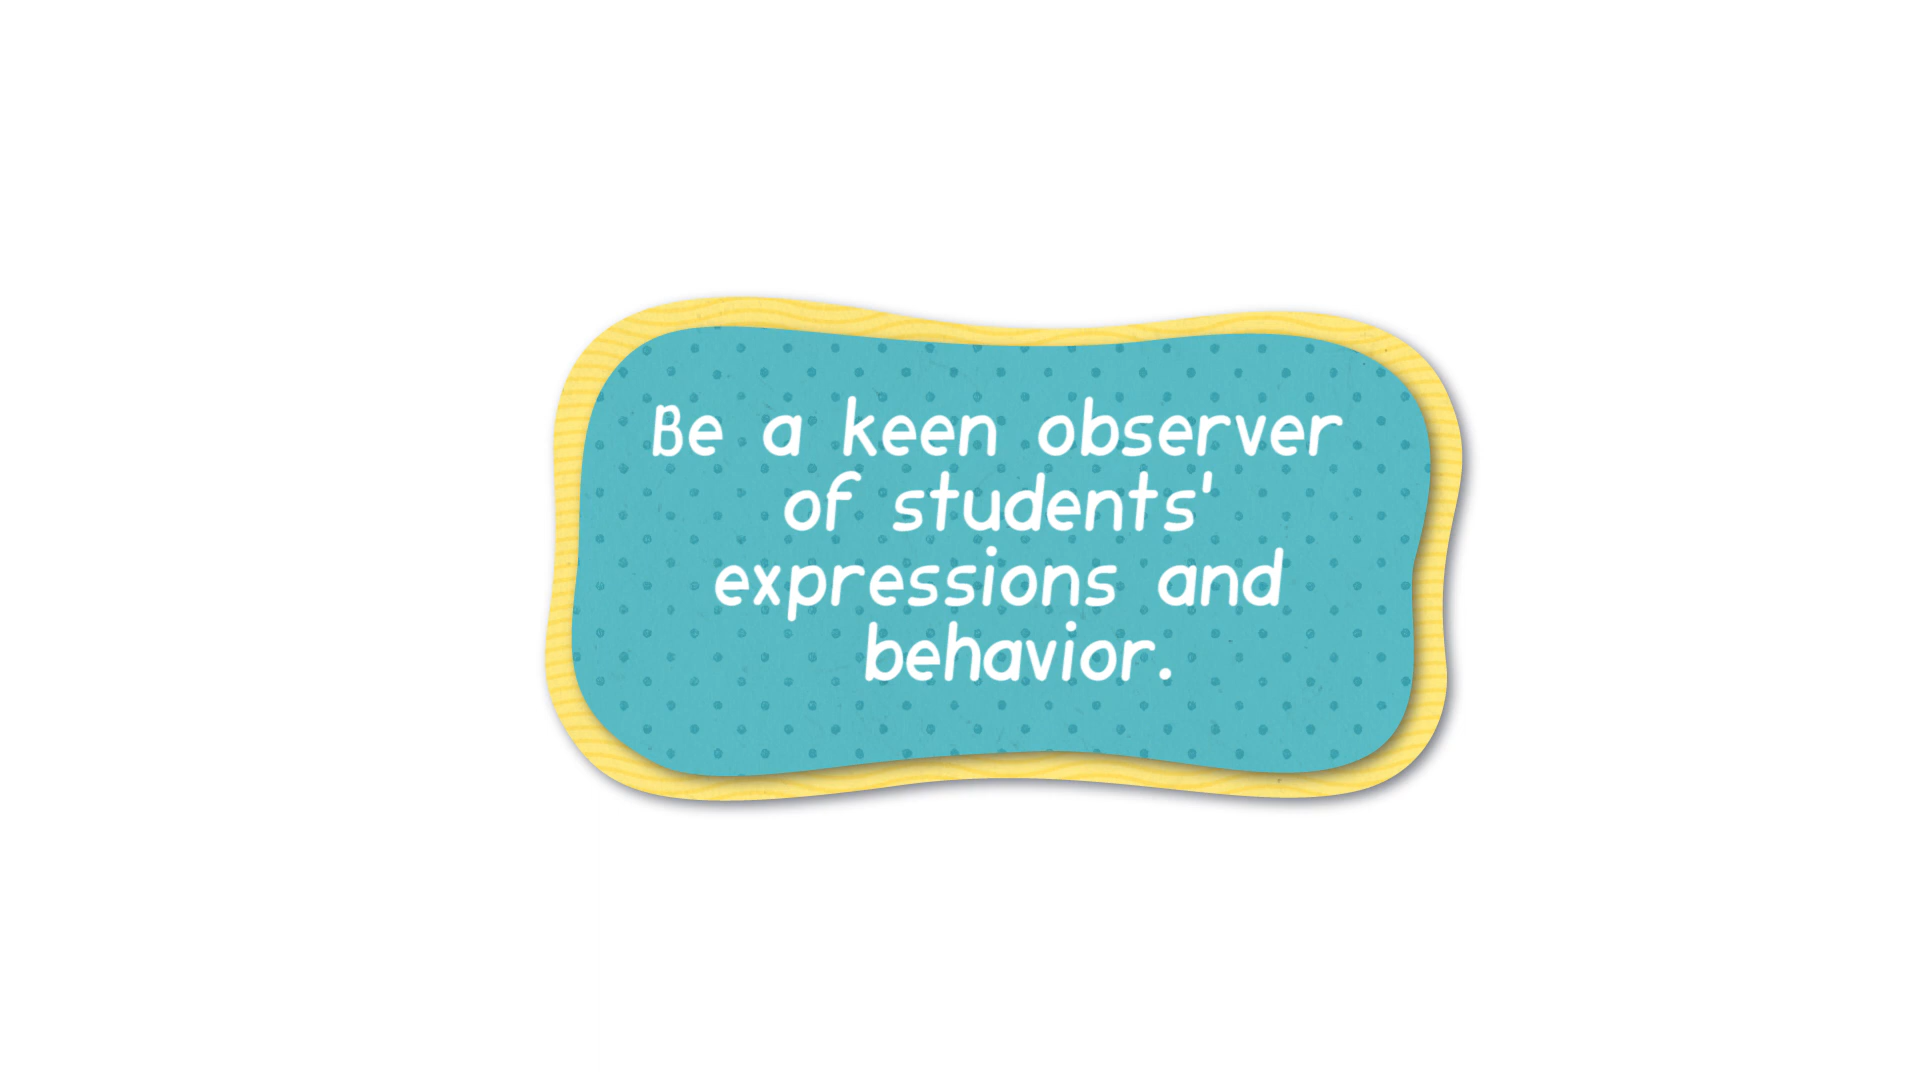 Be a keen observer
of students'
expressions and
behavior.